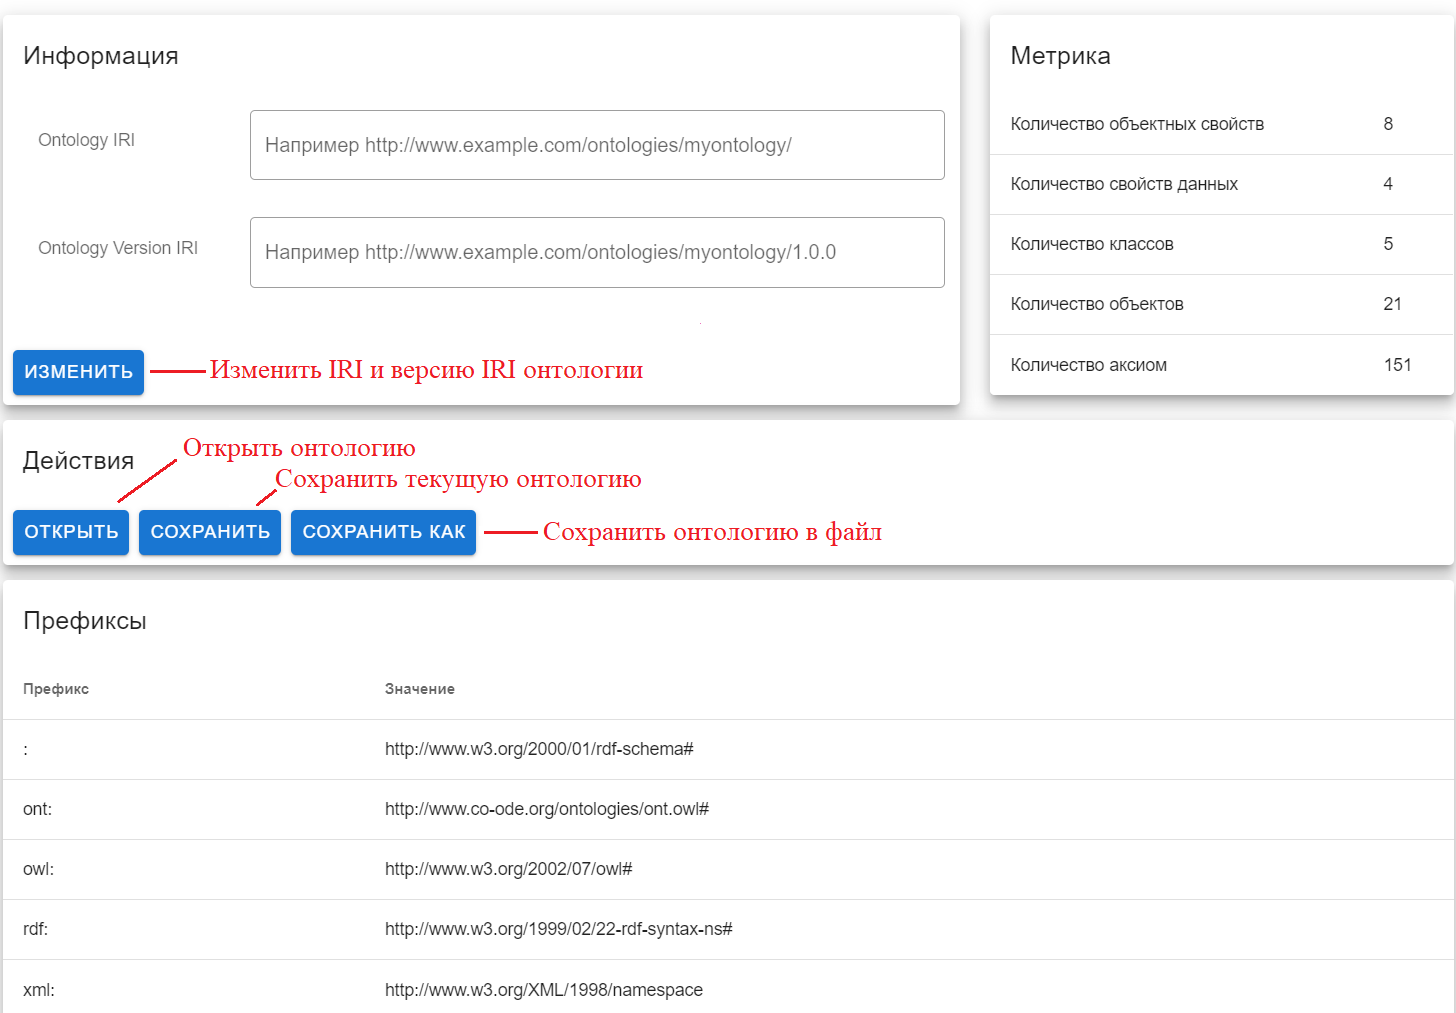 Информация
Ontology IRI
Например http://www.example.com/ontologies/myontology/
Ontology Version IRI
Например http://www.example.com/ontologies/myontology/1.0.0
ИЗМЕНИТЬ
Изменить IRI и версию IRI онтологии
Метрика
Количество объектных свойств 8
Количество свойств данных 4
Количество классов 5
Количество объектов 21
Количество аксиом 151
Действия
Открыть онтологию
Сохранить текущую онтологию
ОТКРЫТЬ СОХРАНИТЬ СОХРАНИТЬ КАК
Сохранить онтологию в файл
Префиксы
Префикс Значение
: http://www.w3.org/2000/01/rdf-schema#
ont: http://www.co-ode.org/ontologies/ont.owl#
owl: http://www.w3.org/2002/07/owl#
rdf: http://www.w3.org/1999/02/22-rdf-syntax-ns#
xml: http://www.w3.org/XML/1998/namespace